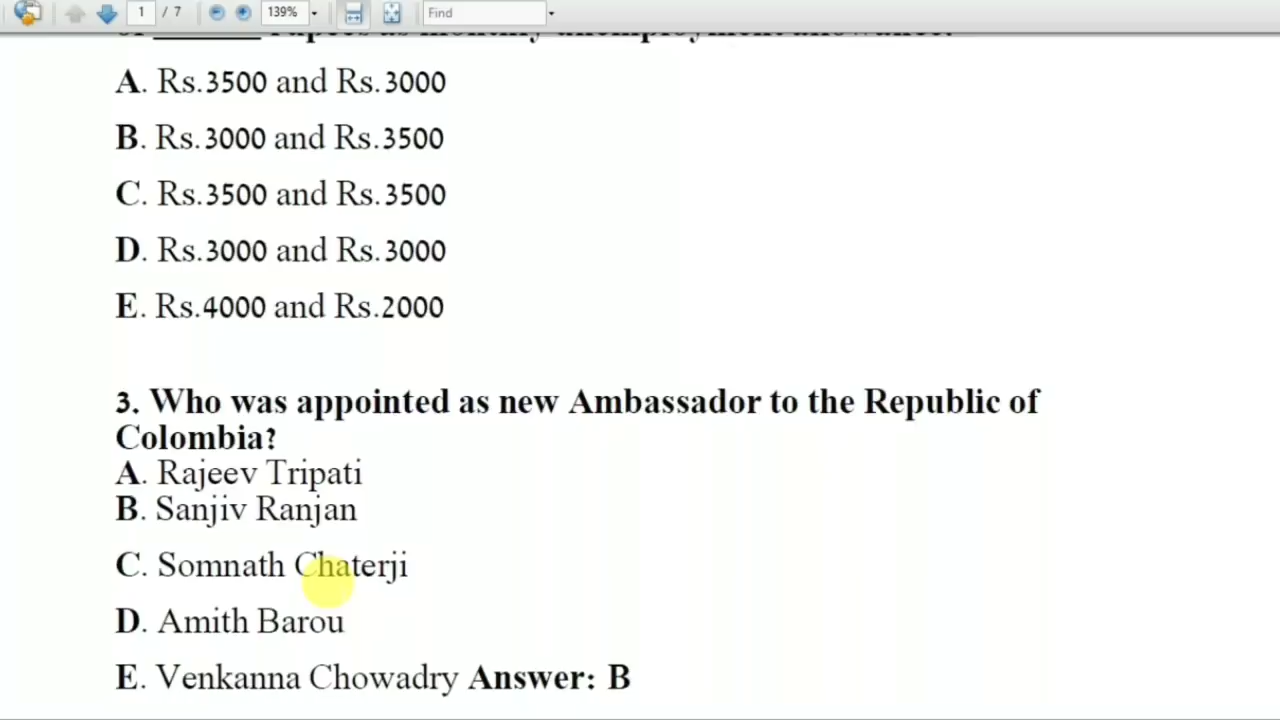 1 / 7 139% Find
A. Rs.3500 and Rs.3000
B. Rs.3000 and Rs.3500
C. Rs.3500 and Rs.3500
D. Rs.3000 and Rs.3000
E. Rs.4000 and Rs.2000
3. Who was appointed as new Ambassador to the Republic of
Colombia?
A. Rajeev Tripati
B. Sanjiv Ranjan
C. Somnath Chaterji
D. Amith Barou
E. Venkanna Chowadry Answer: B